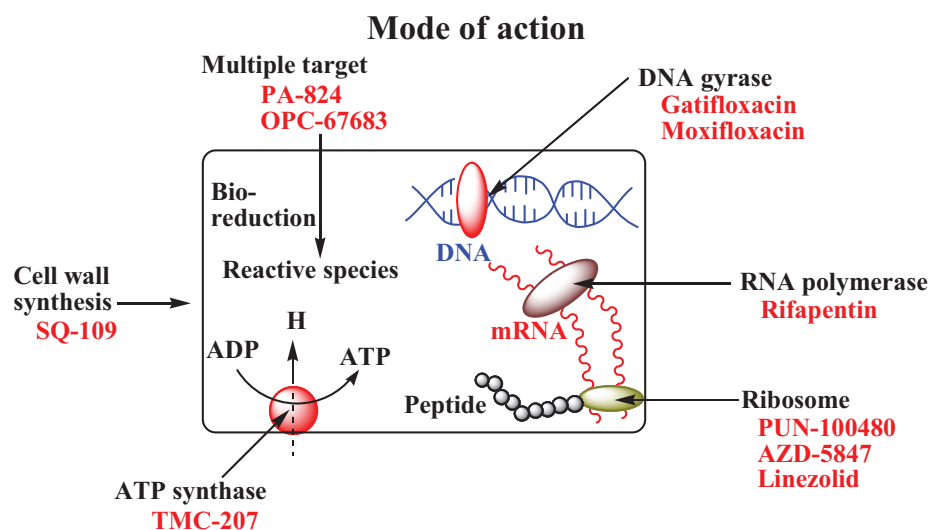 Mode of action
Multiple target
PA-824
OPC-67683
DNA gyrase
Gatifloxacin
Moxifloxacin
Bio-
reduction
Reactive species
DNA
Cell wall
synthesis
SQ-109
RNA polymerase
Rifapentin
mRNA
H
ADP
ATP
Peptide
Ribosome
PUN-100480
AZD-5847
Linezolid
ATP synthase
TMC-207